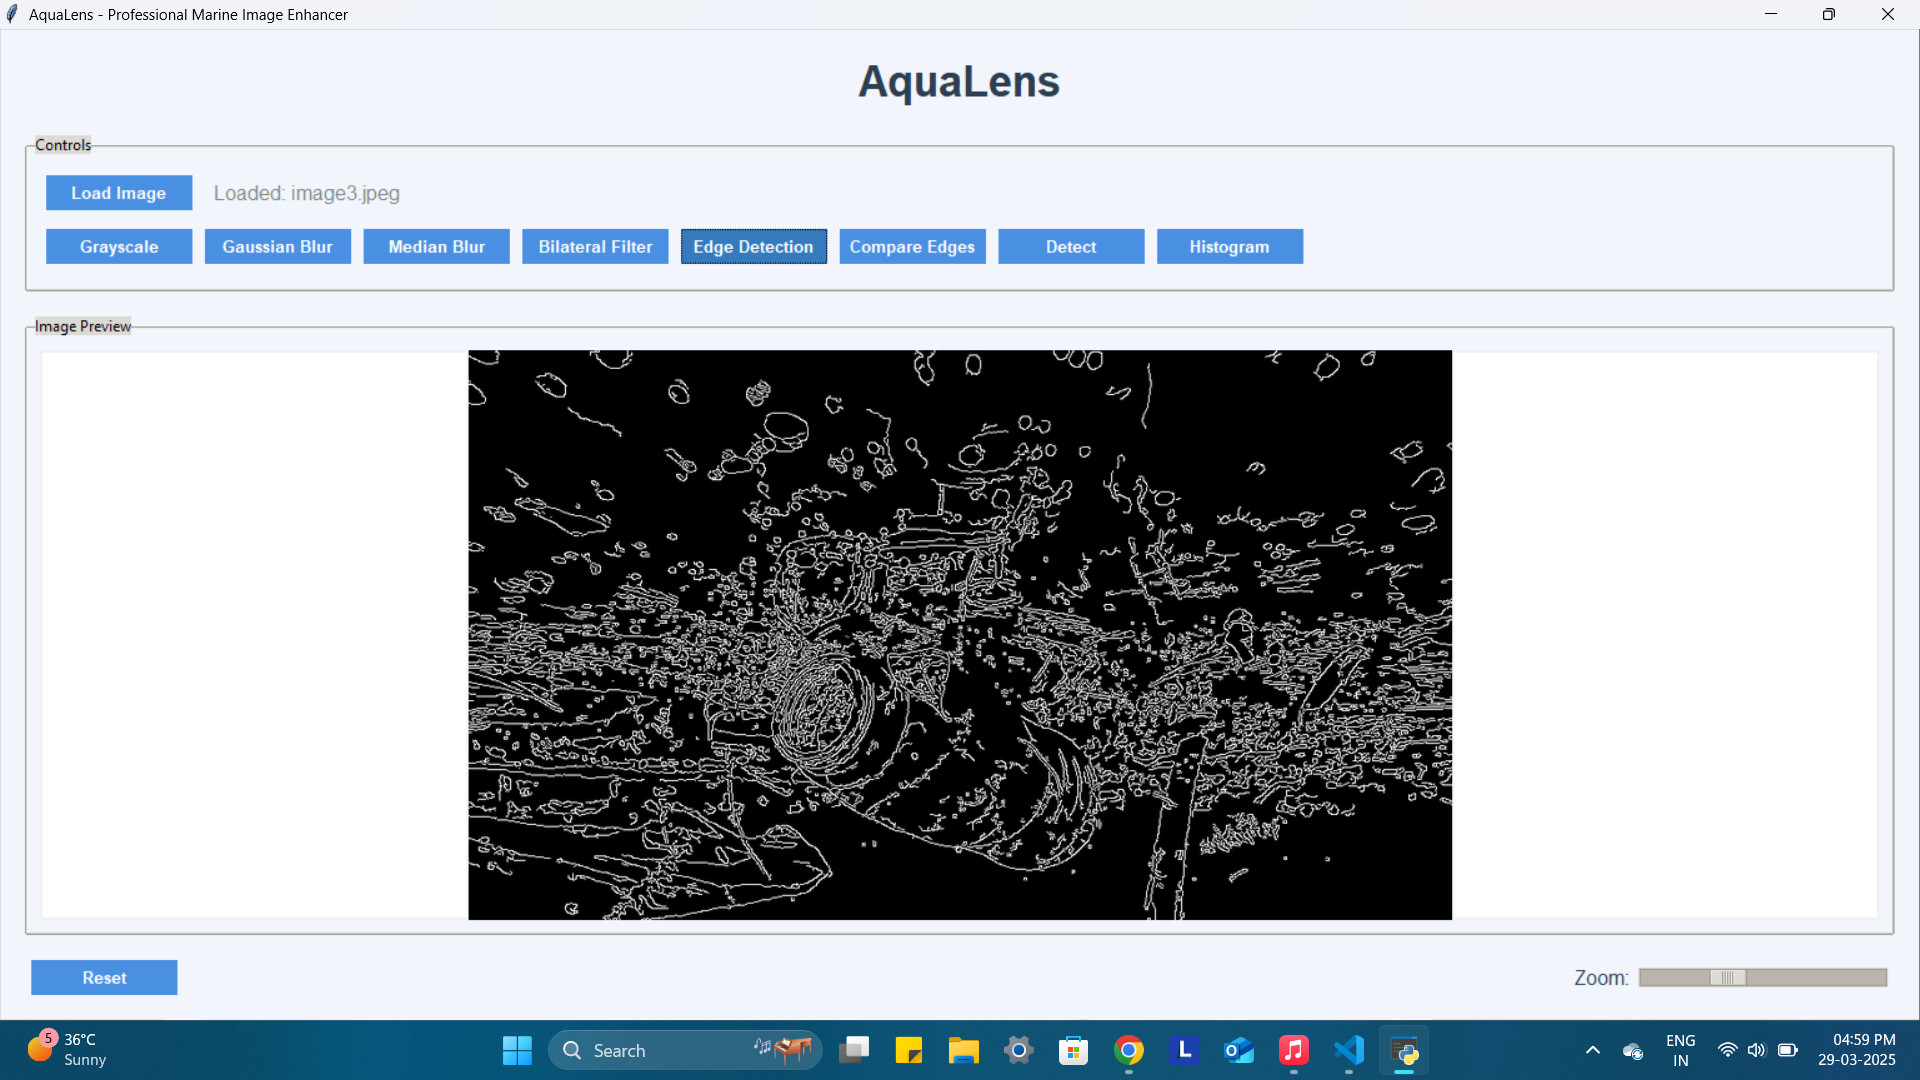 AquaLens - Professional Marine Image Enhancer
AquaLens
Controls
Load Image Loaded: image3.jpeg
Grayscale Gaussian Blur Median Blur Bilateral Filter Edge Detection Compare Edges Detect Histogram
Image Preview
Reset Zoom:
5 36°C
Sunny
Search
L
ENG
IN
04:59 PM
29-03-2025